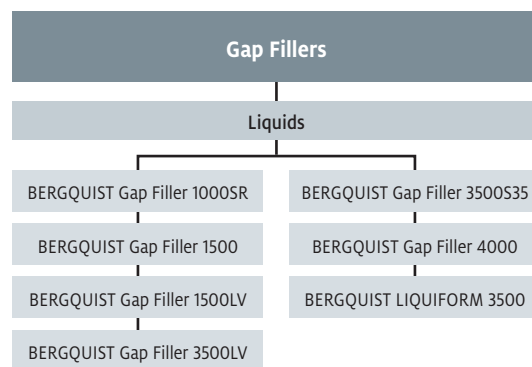 Gap Fillers
Liquids
BERGQUIST Gap Filler 1000SR
BERGQUIST Gap Filler 1500
BERGQUIST Gap Filler 1500LV
BERGQUIST Gap Filler 3500LV
BERGQUIST Gap Filler 3500S35
BERGQUIST Gap Filler 4000
BERGQUIST LIQUIFORM 3500